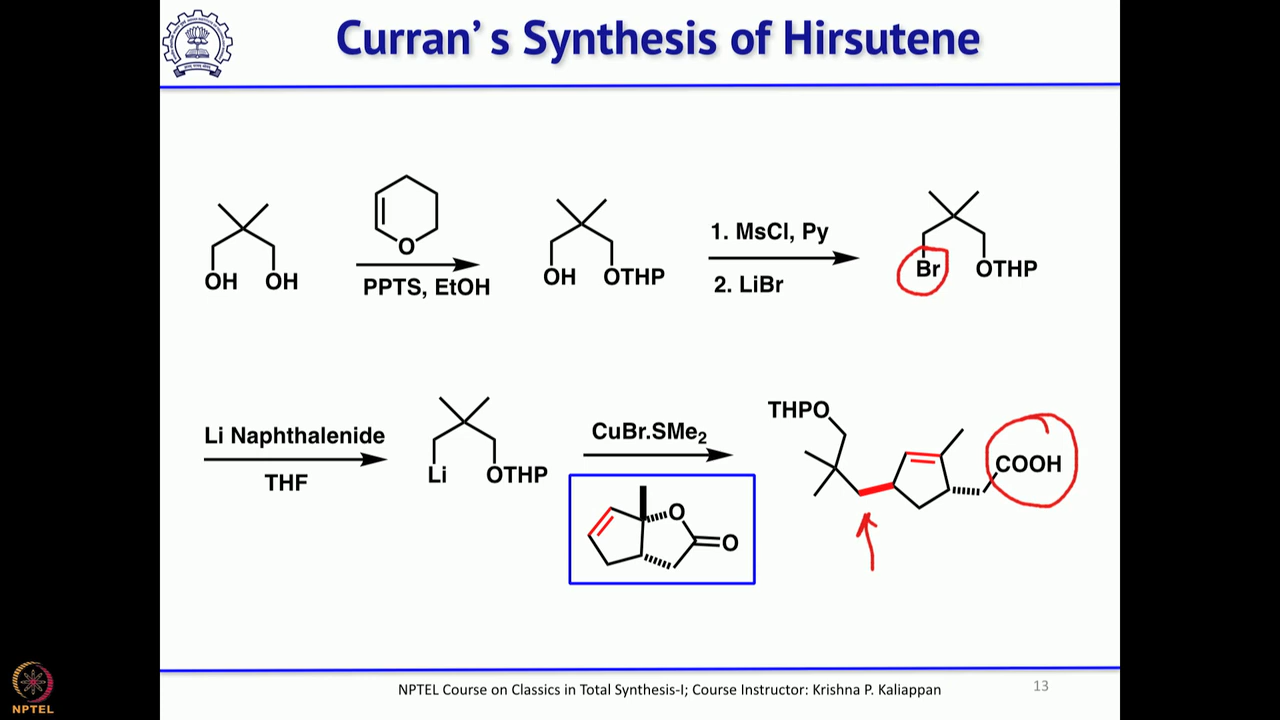 Curran's Synthesis of Hirsutene
OH OH
O
PPTS, EtOH
OH OTHP
1. MsCl, Py
2. LiBr
Br OTHP
Li Naphthalenide
THF
Li OTHP
CuBr.SMe2
O
O
THPO
COOH
NPTEL
NPTEL Course on Classics in Total Synthesis-I; Course Instructor: Krishna P. Kaliappan
13